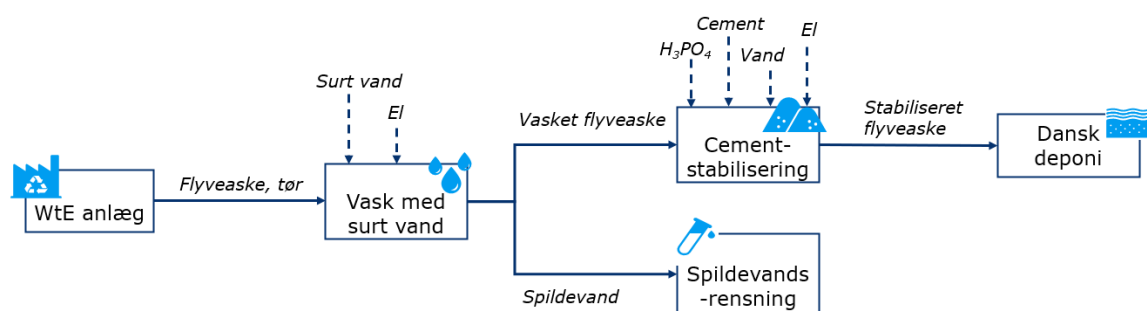 Cement
El
H₃PO₄
Vand
Surt vand
El
Vasket flyveaske
Stabiliseret
flyveaske
Cement-
stabilisering
Dansk
deponi
Flyveaske, tør
WtE anlæg
Vask med
surt vand
Spildevand
Spildevands
-rensning